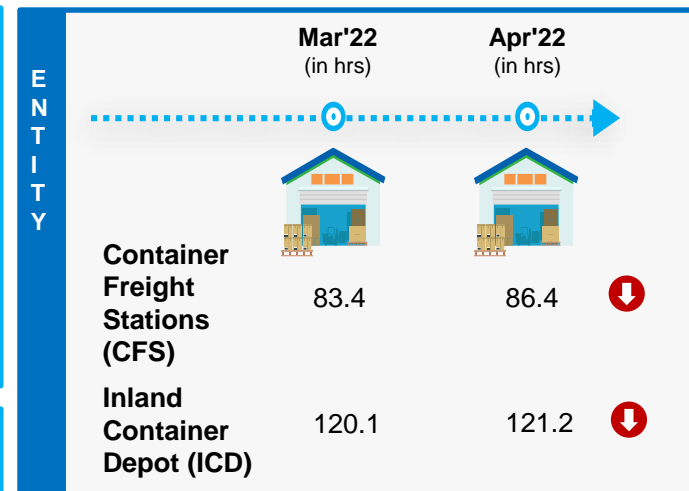 ENTITY
Mar'22 Apr'22
(in hrs) (in hrs)
Container
Freight
Stations
(CFS)
83.4 86.4
Inland
Container
Depot (ICD)
120.1 121.2